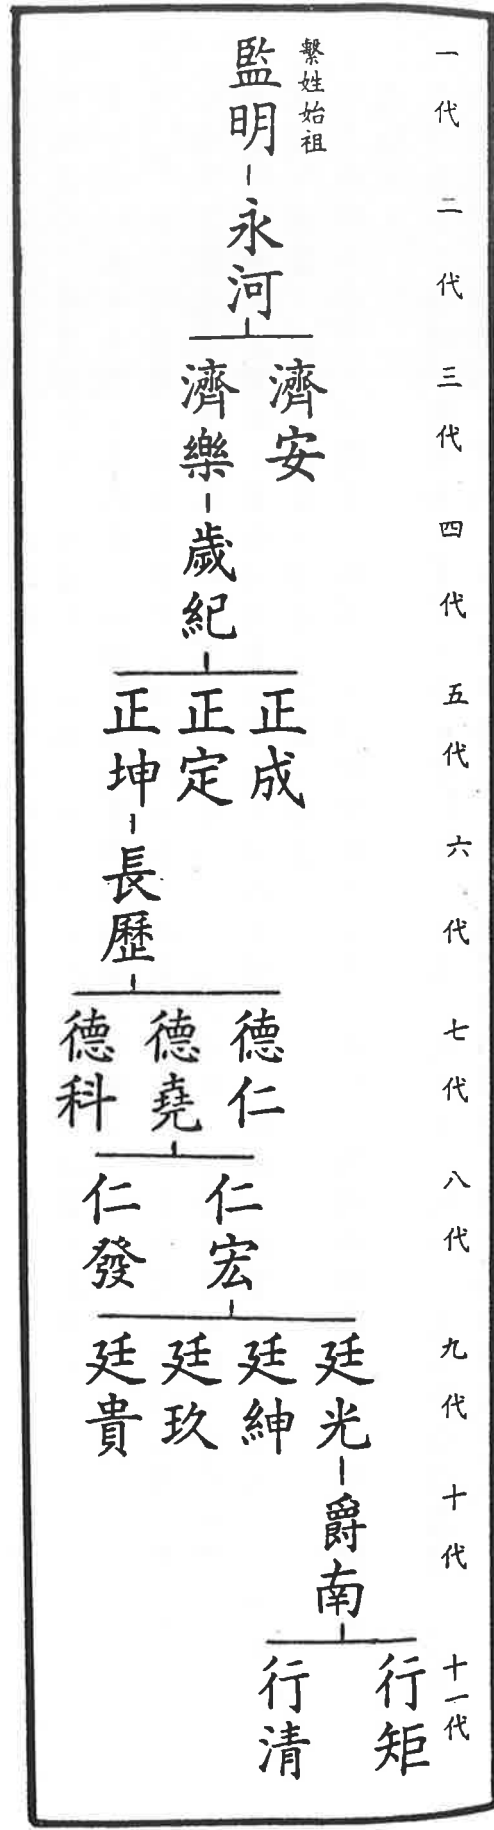 一代
繫姓始祖
監明
二代
永河
三代
濟安
濟樂
四代
歲紀
五代
正成
正定
正坤
六代
長歷
七代
德仁
德堯
德科
八代
仁宏
仁發
九代
廷光
廷紳
廷玖
廷貴
十代
爵南
十一代
行矩
行清